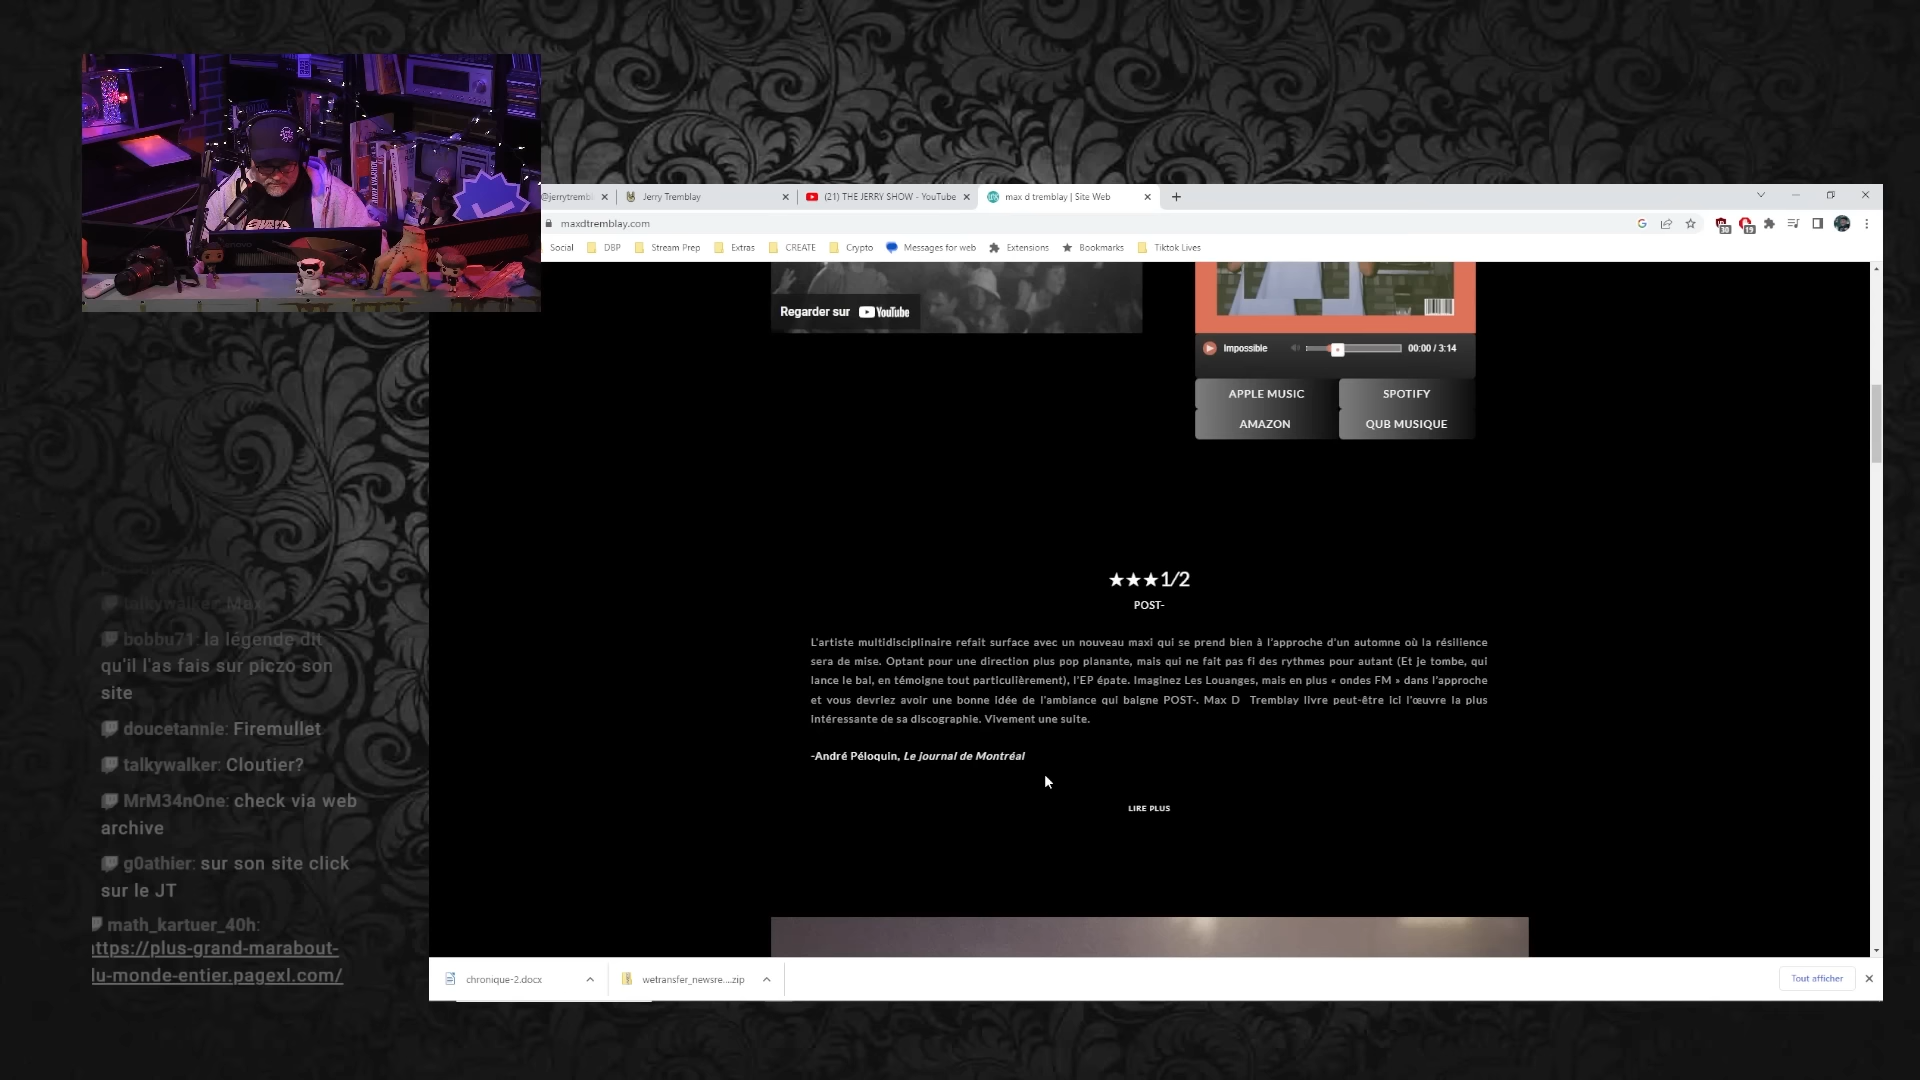 @jerrytrembl
Jerry Tremblay
(21) THE JERRY SHOW - YouTube
max d tremblay | Site Web
maxdtremblay.com
30
19
Social
DBP
Stream Prep
Extras
CREATE
Crypto
Messages for web
Extensions
Bookmarks
Tiktok Lives
Regarder sur YouTube
Impossible
00:00 / 3:14
APPLE MUSIC
SPOTIFY
AMAZON
QUB MUSIQUE
★★★1/2
POST-
L'artiste multidisciplinaire refait surface avec un nouveau maxi qui se prend bien à l'approche d'un automne où la résilience
sera de mise. Optant pour une direction plus pop planante, mais qui ne fait pas fi des rythmes pour autant (Et je tombe, qui
lance le bal, en témoigne tout particulièrement), l'EP épate. Imaginez Les Louanges, mais en plus « ondes FM » dans l'approche
et vous devriez avoir une bonne idée de l'ambiance qui baigne POST-. Max D Tremblay livre peut-être ici l'œuvre la plus
intéressante de sa discographie. Vivement une suite.
-André Péloquin, Le journal de Montréal
LIRE PLUS
talkywalker: Max
bobbu71: la légende dit
qu'il l'as fais sur piczo son
site
doucetannie: Firemullet
talkywalker: Cloutier?
MrM34nOne: check via web
archive
g0athier: sur son site click
sur le JT
math_kartuer_40h:
ttps://plus-grand-marabout-
lu-monde-entier.pagexl.com/
chronique-2.docx
wetransfer_newsre....zip
Tout afficher